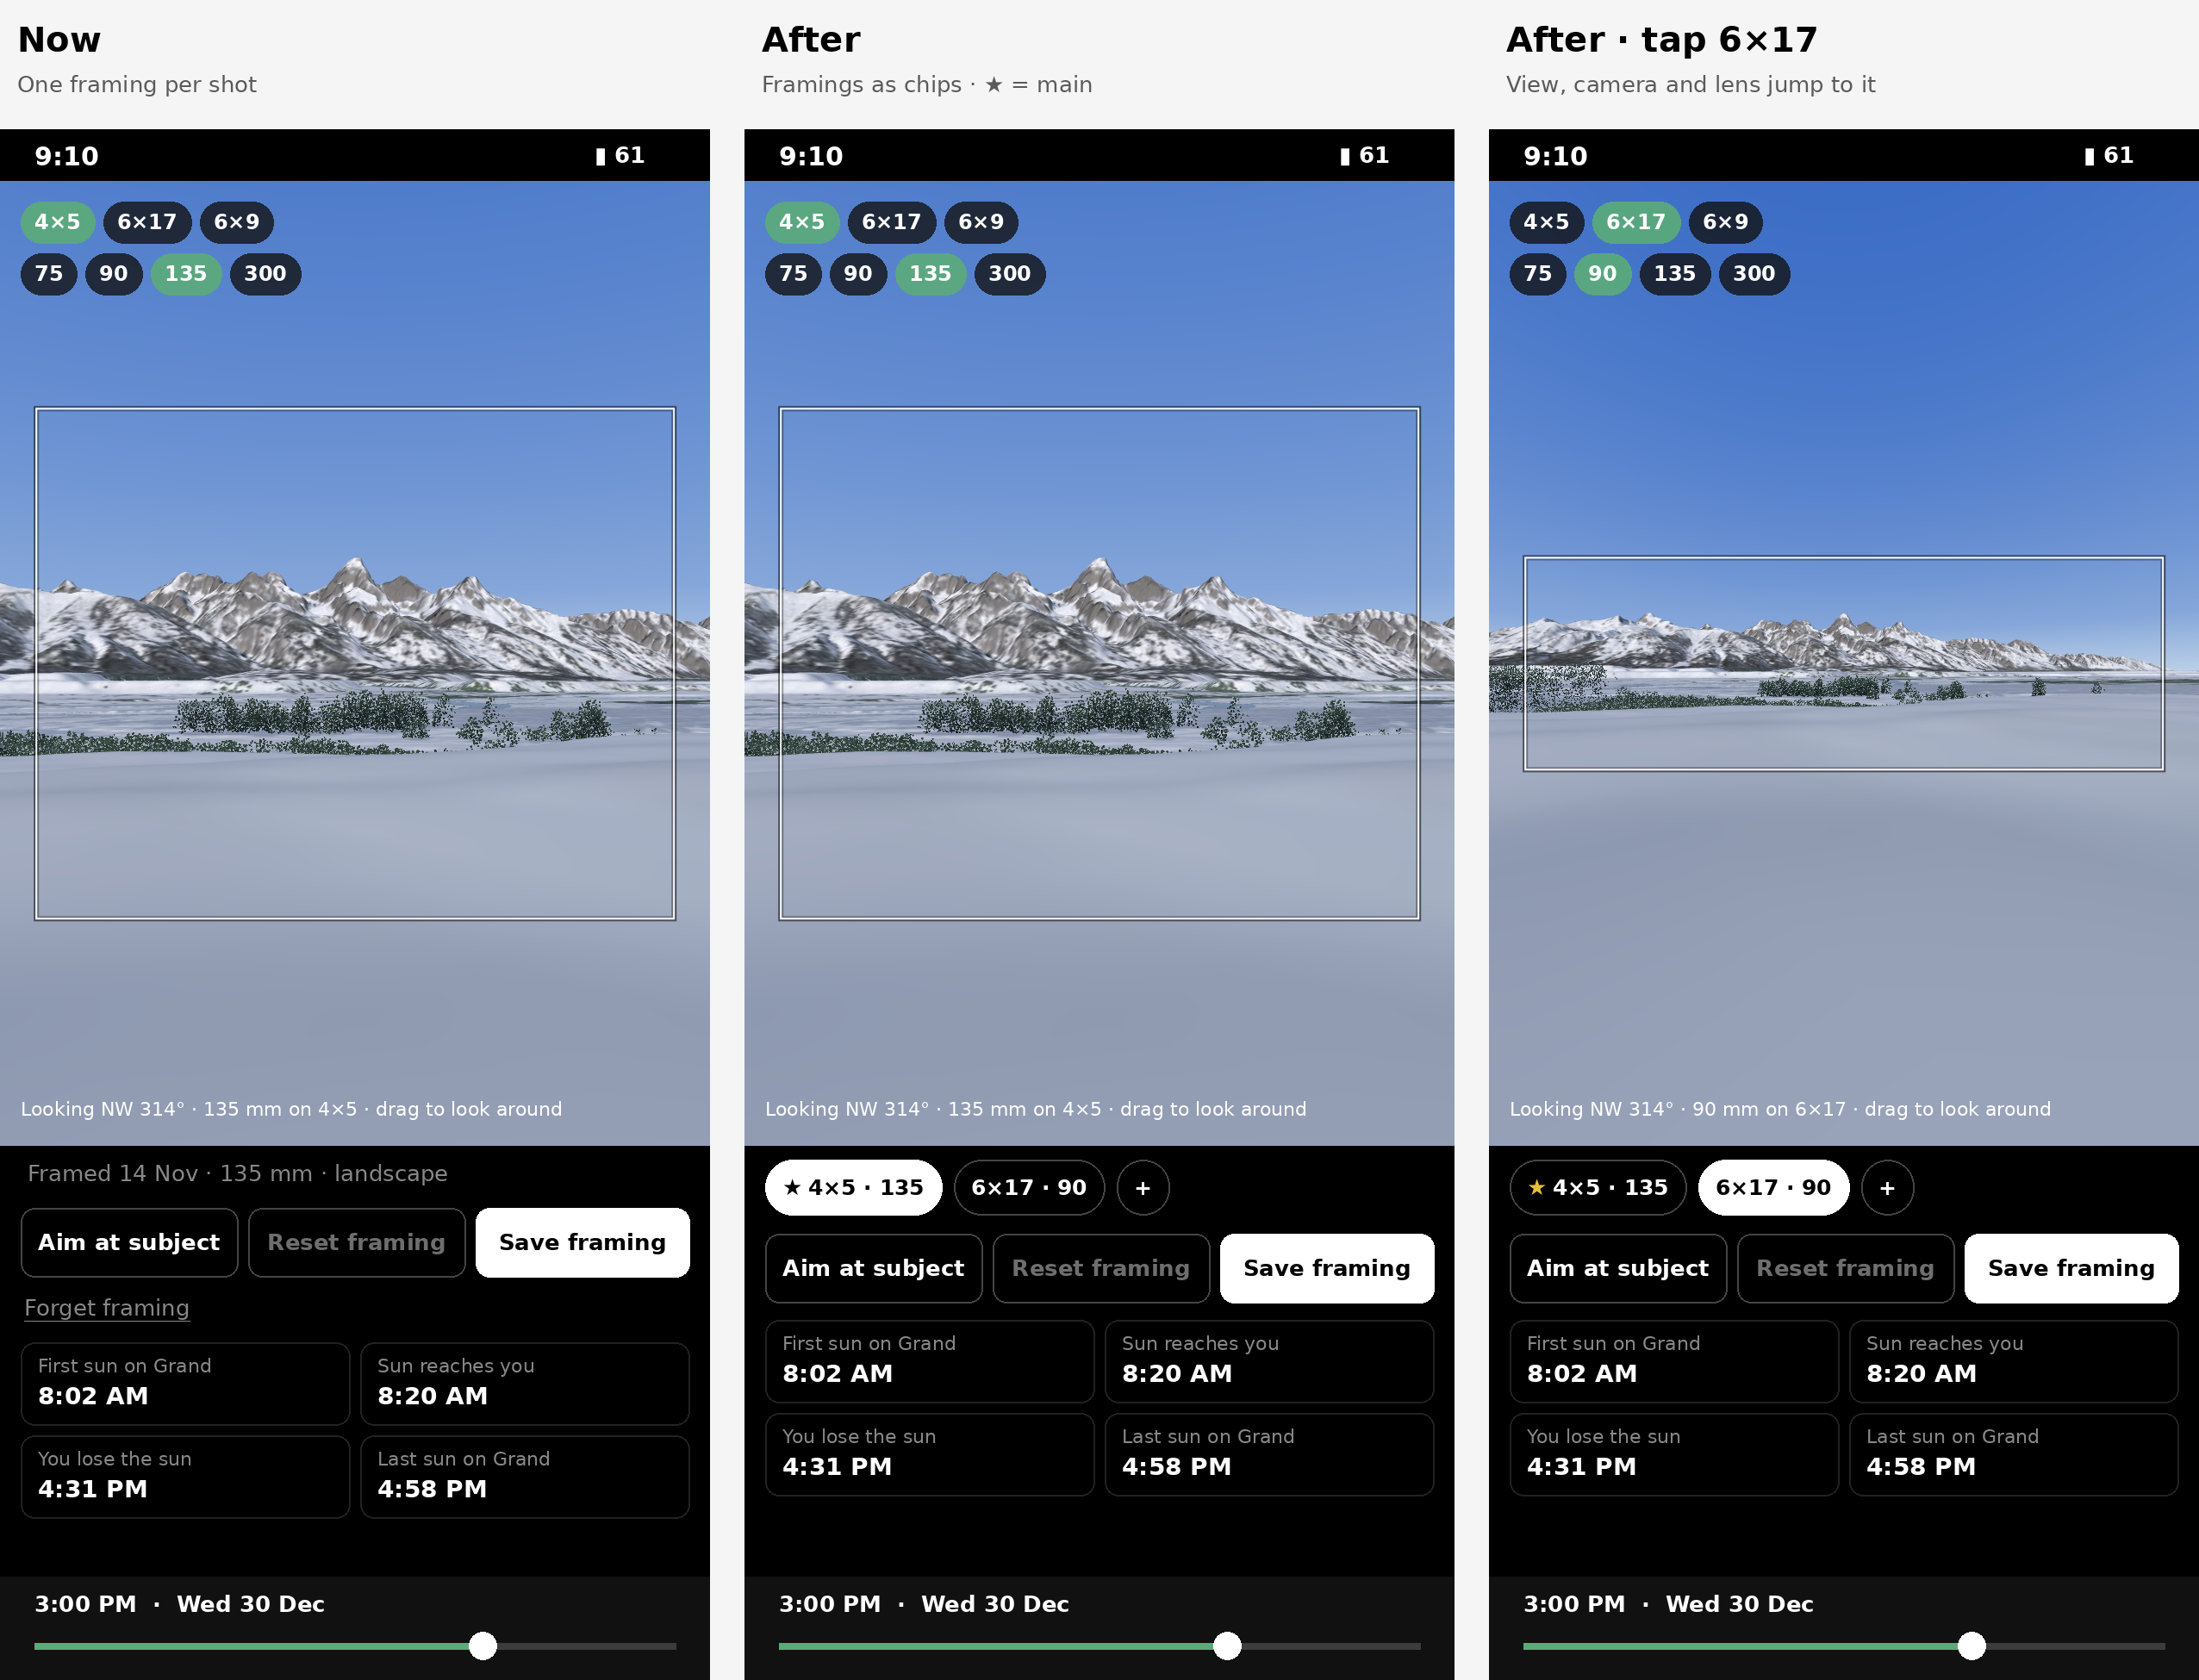 Now
One framing per shot
9:10
▮ 61
4×5 6×17 6×9
75 90 135 300
Looking NW 314° · 135 mm on 4×5 · drag to look around
Framed 14 Nov · 135 mm · landscape
Aim at subject Reset framing Save framing
Forget framing
First sun on Grand
8:02 AM
Sun reaches you
8:20 AM
You lose the sun
4:31 PM
Last sun on Grand
4:58 PM
3:00 PM · Wed 30 Dec
After
Framings as chips · ★ = main
9:10
▮ 61
4×5 6×17 6×9
75 90 135 300
Looking NW 314° · 135 mm on 4×5 · drag to look around
★ 4×5 · 135 6×17 · 90 +
Aim at subject Reset framing Save framing
First sun on Grand
8:02 AM
Sun reaches you
8:20 AM
You lose the sun
4:31 PM
Last sun on Grand
4:58 PM
3:00 PM · Wed 30 Dec
After · tap 6×17
View, camera and lens jump to it
9:10
▮ 61
4×5 6×17 6×9
75 90 135 300
Looking NW 314° · 90 mm on 6×17 · drag to look around
★ 4×5 · 135 6×17 · 90 +
Aim at subject Reset framing Save framing
First sun on Grand
8:02 AM
Sun reaches you
8:20 AM
You lose the sun
4:31 PM
Last sun on Grand
4:58 PM
3:00 PM · Wed 30 Dec